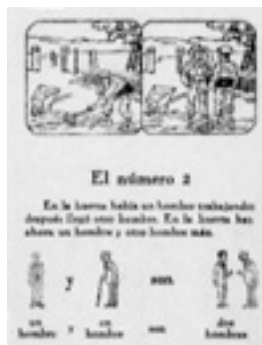 El número 2
En la huerta había un hombre trabajando
después llegó otro hombre. En la huerta hay
ahora un hombre y otro hombre más.
y son
un y un son dos
hombre hombre hombres